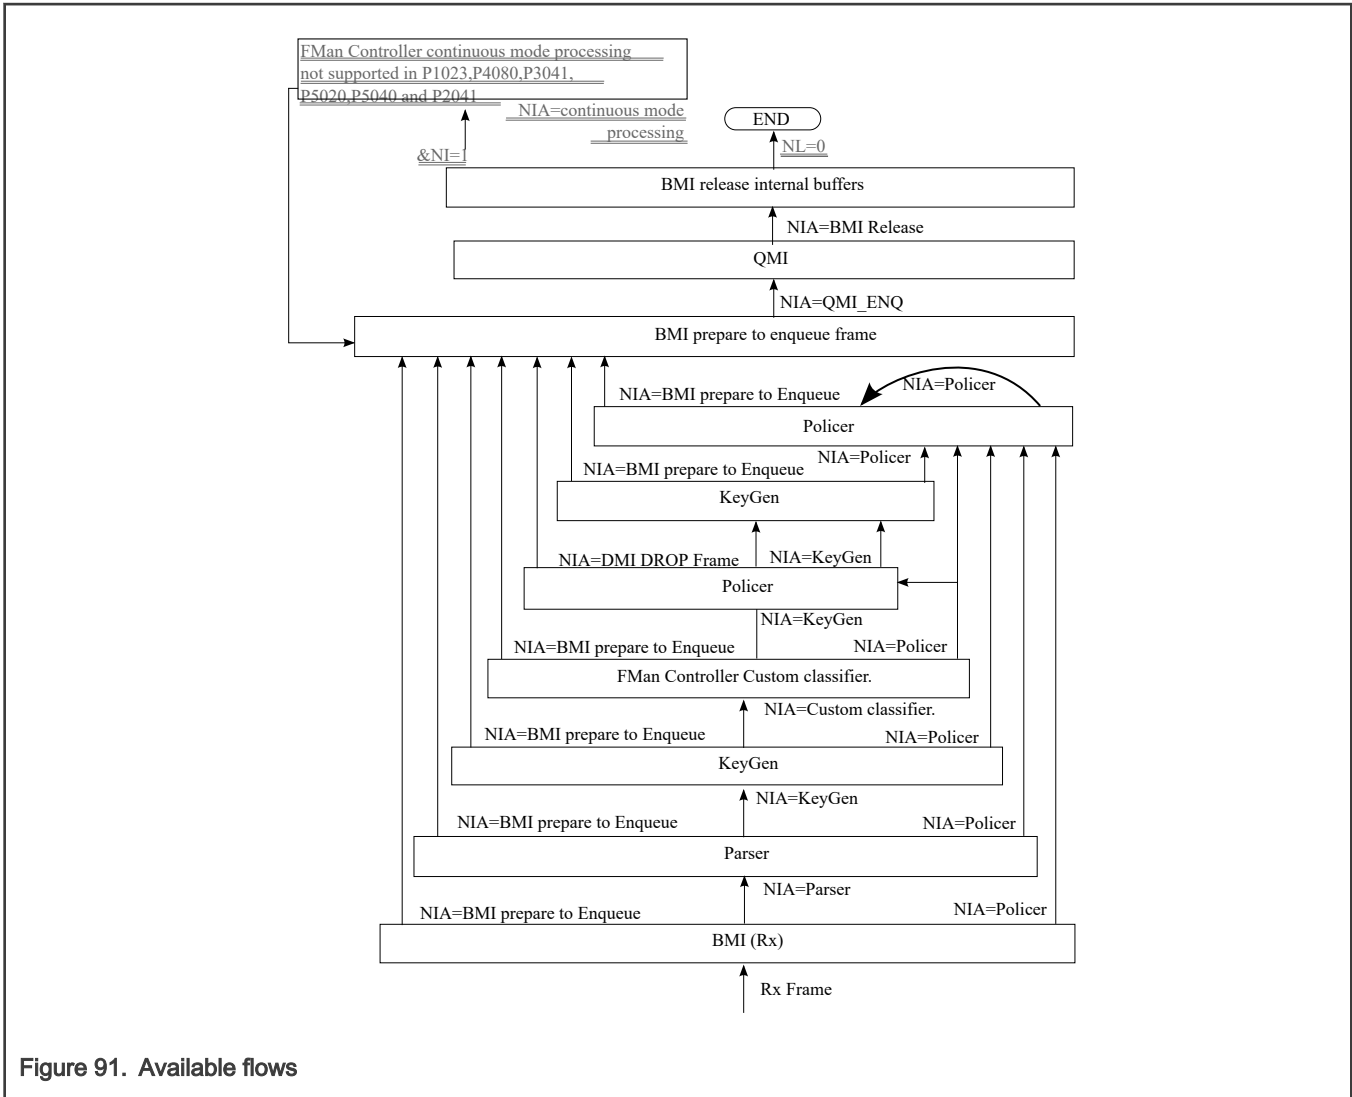 FMan Controller continuous mode processing
not supported in P1023,P4080,P3041,
P5020,P5040 and P2041
NIA=continuous mode
processing
END
&NI=1
NL=0
BMI release internal buffers
NIA=BMI Release
QMI
NIA=QMI_ENQ
BMI prepare to enqueue frame
NIA=Policer
NIA=BMI prepare to Enqueue
Policer
NIA=Policer
NIA=BMI prepare to Enqueue
KeyGen
NIA=DMI DROP Frame
NIA=KeyGen
Policer
NIA=KeyGen
NIA=BMI prepare to Enqueue
NIA=Policer
FMan Controller Custom classifier.
NIA=Custom classifier.
NIA=BMI prepare to Enqueue
NIA=Policer
KeyGen
NIA=KeyGen
NIA=BMI prepare to Enqueue
NIA=Policer
Parser
NIA=Parser
NIA=BMI prepare to Enqueue
NIA=Policer
BMI (Rx)
Rx Frame
Figure 91. Available flows